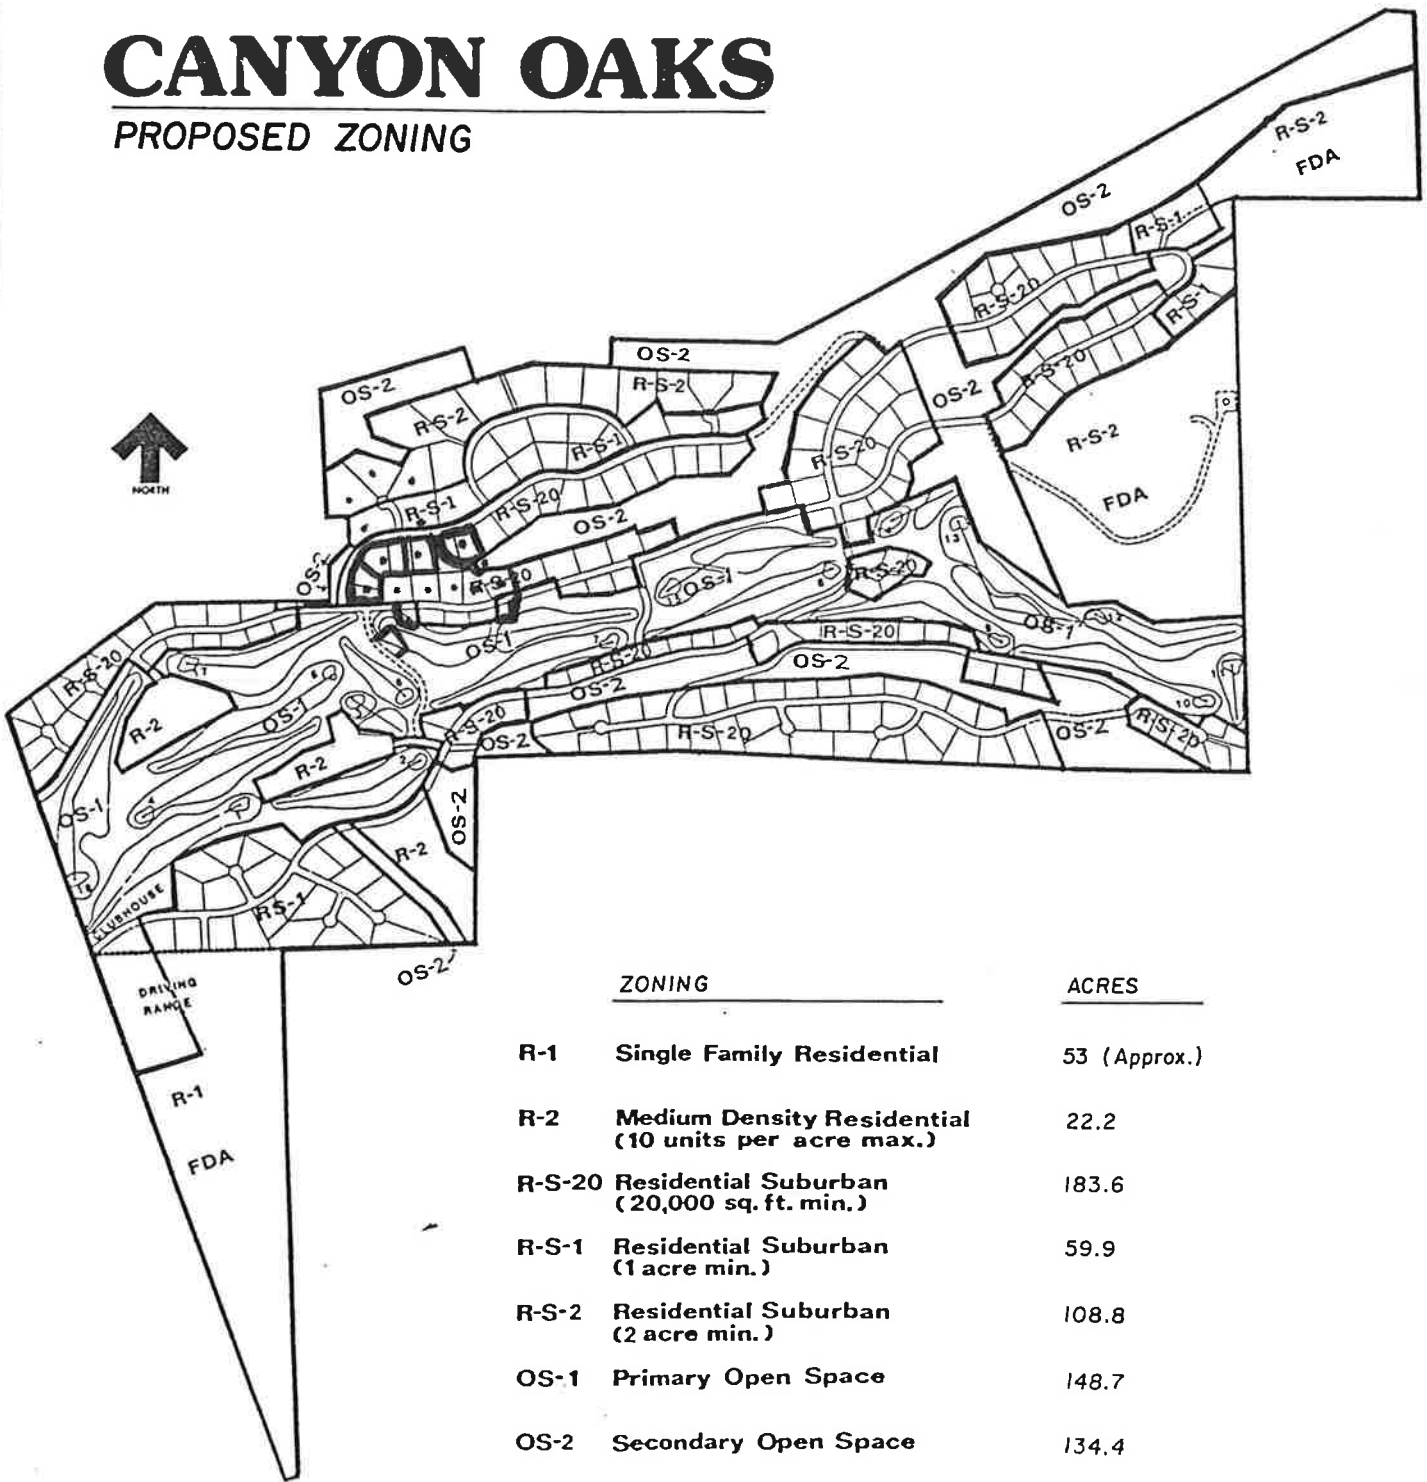 CANYON OAKS
PROPOSED ZONING
R-S-2
FDA
OS-2
R-S-1
R-S-20
R-S-1
OS-2
OS-2
R-S-2
R-S-20
OS-2
R-S-2
R-S-1
R-S-20
R-S-2
NORTH
R-S-1
R-S-20
OS-2
FDA
13
OS-2
R-S-20
OS-1
R-S-20
OS-1
OS-1
R-S-20
R-S-20
R-S-20
OS-2
OS-2
OS-1
R-2
R-S-20
OS-2
R-S-20
OS-2
R-S-20
10
R-2
2
OS-1
4
OS-2
R-2
CLUBHOUSE
RS-1
OS-2
DRIVING
RANGE
R-1
FDA
ZONING ACRES
R-1 Single Family Residential 53 (Approx.)
R-2 Medium Density Residential 22.2
(10 units per acre max.)
R-S-20 Residential Suburban 183.6
(20,000 sq. ft. min.)
R-S-1 Residential Suburban 59.9
(1 acre min.)
R-S-2 Residential Suburban 108.8
(2 acre min.)
OS-1 Primary Open Space 148.7
OS-2 Secondary Open Space 134.4